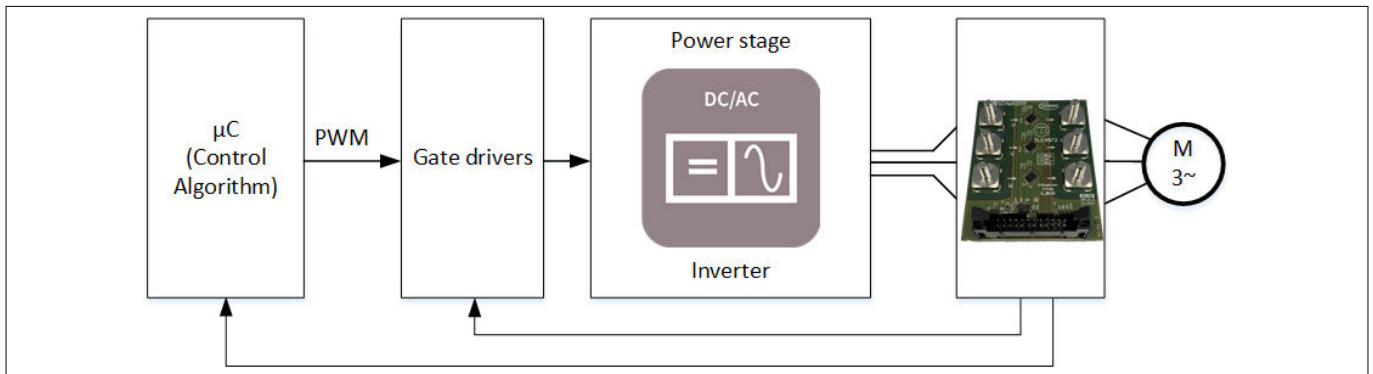 µC
(Control
Algorithm)
PWM
Gate drivers
Power stage
DC/AC
Inverter
M
3~